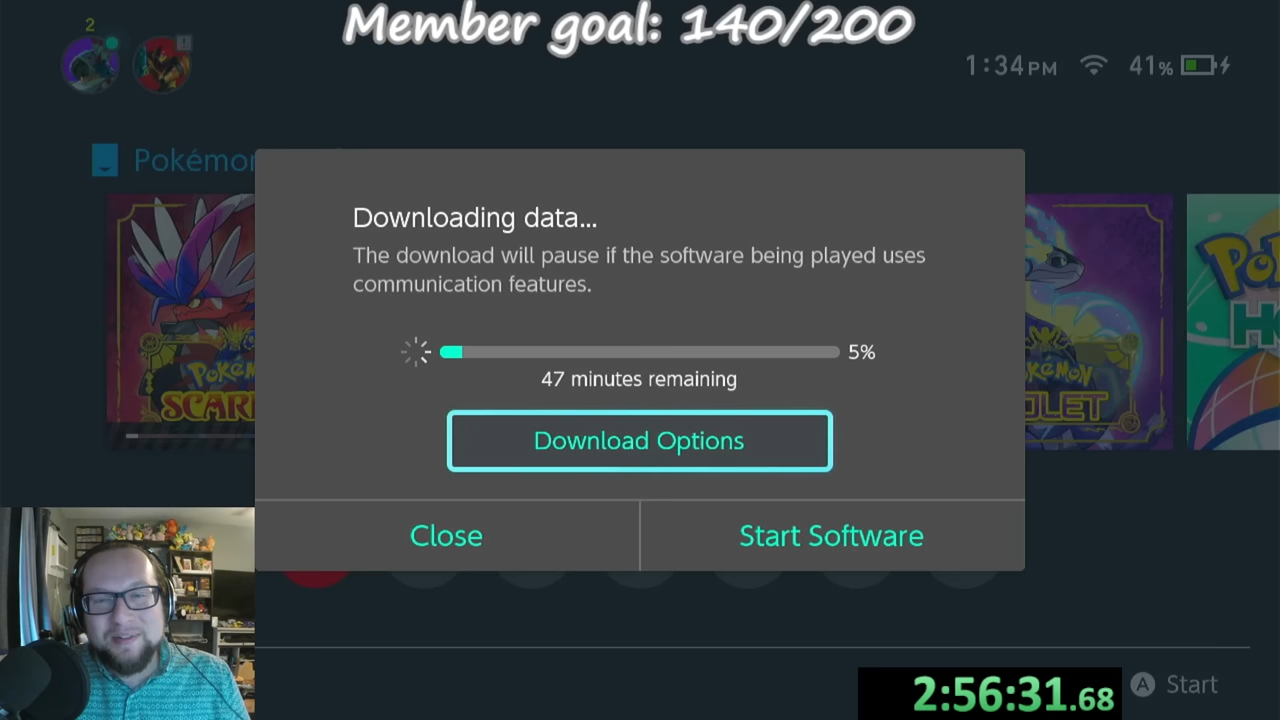 Member goal: 140/200
2
1:34 PM
41%
Pokémon
Downloading data...
The download will pause if the software being played uses
communication features.
5%
47 minutes remaining
Download Options
Close
Start Software
2:56:31.68
A Start